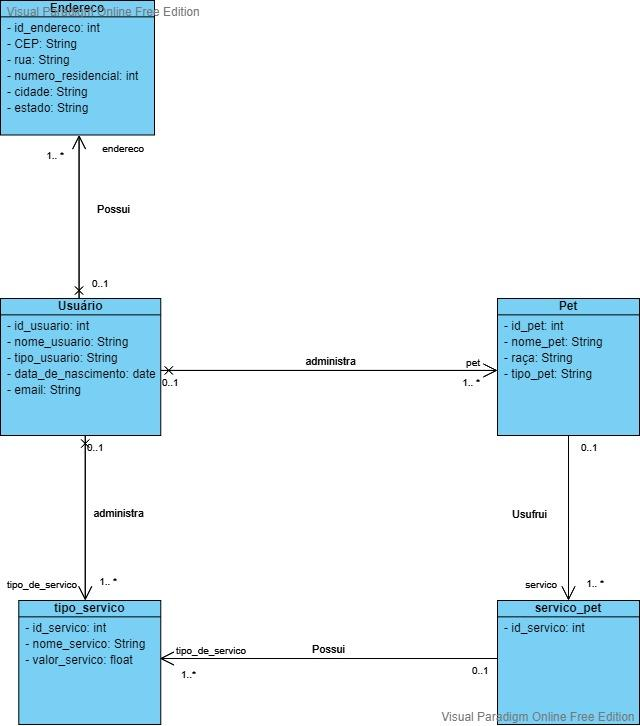 Visual Paradigm Online Free Edition
Endereco
- id_endereco: int
- CEP: String
- rua: String
- numero_residencial: int
- cidade: String
- estado: String
1.. *
endereco
Possui
0..1
Usuário
- id_usuario: int
- nome_usuario: String
- tipo_usuario: String
- data_de_nascimento: date
- email: String
0..1
administra
pet
1.. *
Pet
- id_pet: int
- nome_pet: String
- raça: String
- tipo_pet: String
0..1
administra
tipo_de_servico
1.. *
0..1
Usufrui
servico
1.. *
tipo_servico
- id_servico: int
- nome_servico: String
- valor_servico: float
tipo_de_servico
1..*
Possui
0..1
servico_pet
- id_servico: int
Visual Paradigm Online Free Edition